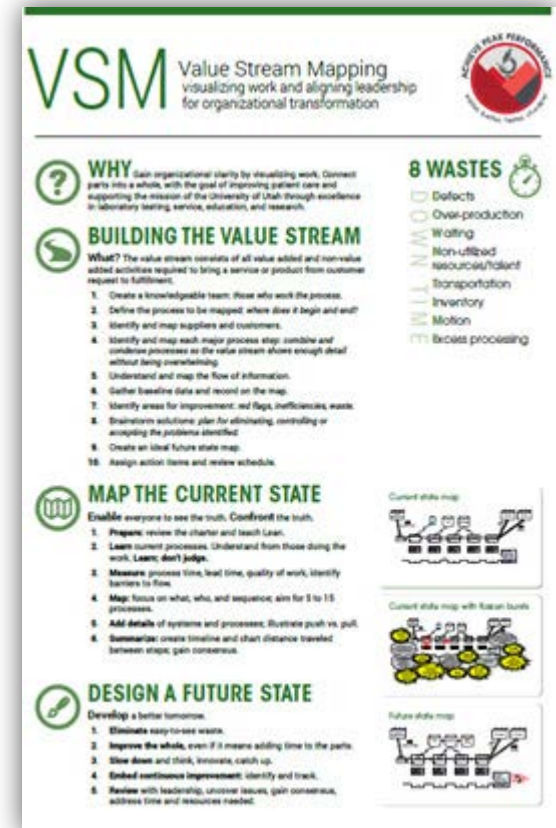 VSM
Value Stream Mapping
visualizing work and aligning leadership
for organizational transformation
ACHIEVE PEAK PERFORMANCE
WHY Gain organizational clarity by visualizing work. Connect
parts into a whole, with the goal of improving patient care and
supporting the mission of the University of Utah through excellence
in laboratory testing, service, education, and research.
BUILDING THE VALUE STREAM
What? The value stream consists of all value added and non-value
added activities required to bring a service or product from customer
request to fulfillment.
1. Create a knowledgeable team: those who work the process.
2. Define the process to be mapped: where does it begin and end?
3. Identify and map suppliers and customers.
4. Identify and map each major process step: combine and
condense processes so the value stream shows enough detail
without being overwhelming.
5. Understand and map the flow of information.
6. Gather baseline data and record on the map.
7. Identify areas for improvement: red flags, inefficiencies, waste.
8. Brainstorm solutions: plan for eliminating, controlling or
accepting the problems identified.
9. Create an ideal future state map.
10. Assign action items and review schedule.
8 WASTES
Defects
Over-production
Waiting
Non-utilized
resources/talent
Transportation
Inventory
Motion
Excess processing
MAP THE CURRENT STATE
Enable everyone to see the truth. Confront the truth.
1. Prepare: review the charter and teach Lean.
2. Learn current processes. Understand from those doing the
work. Learn; don't judge.
3. Measure: process time, lead time, quality of work, identify
barriers to flow.
4. Map: focus on what, who, and sequence; aim for 5 to 15
processes.
5. Add details of systems and processes; illustrate push vs. pull.
6. Summarize: create timeline and chart distance traveled
between steps; gain consensus.
Current state map
Current state map with Kaizen bursts
Future state map
DESIGN A FUTURE STATE
Develop a better tomorrow.
1. Eliminate easy-to-see waste.
2. Improve the whole, even if it means adding time to the parts.
3. Slow down and think, innovate, catch up.
4. Embed continuous improvement: identify and track.
5. Review with leadership, uncover issues, gain consensus,
address time and resources needed.